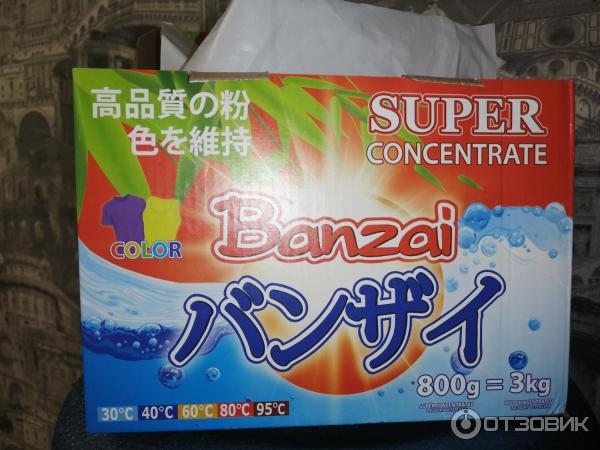 高品質の粉
色を維持
SUPER
CONCENTRATE
COLOR
Banzai
バンザイ
800g = 3kg
30°C 40°C 60°C 80°C 95°C
ОТЗОВИК